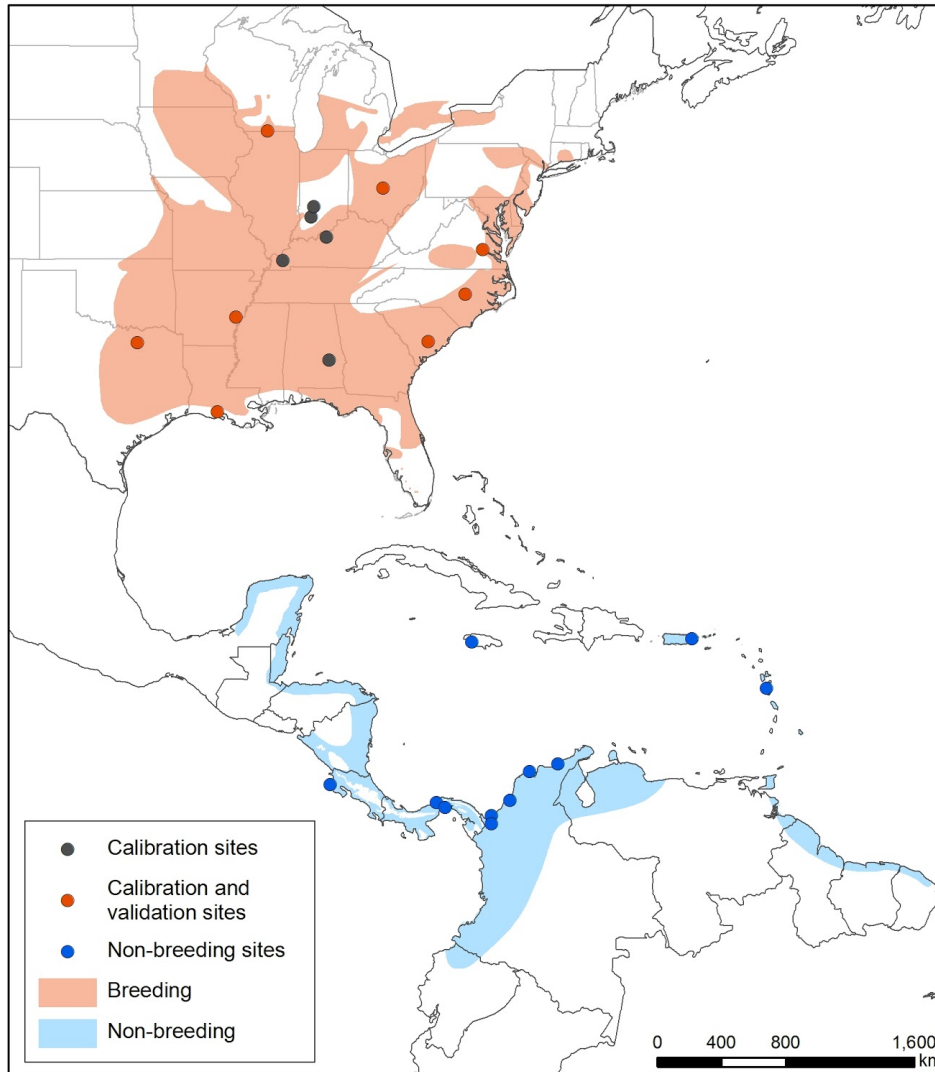 Calibration sites
Calibration and
validation sites
Non-breeding sites
Breeding
Non-breeding
0 400 800 1,600
km